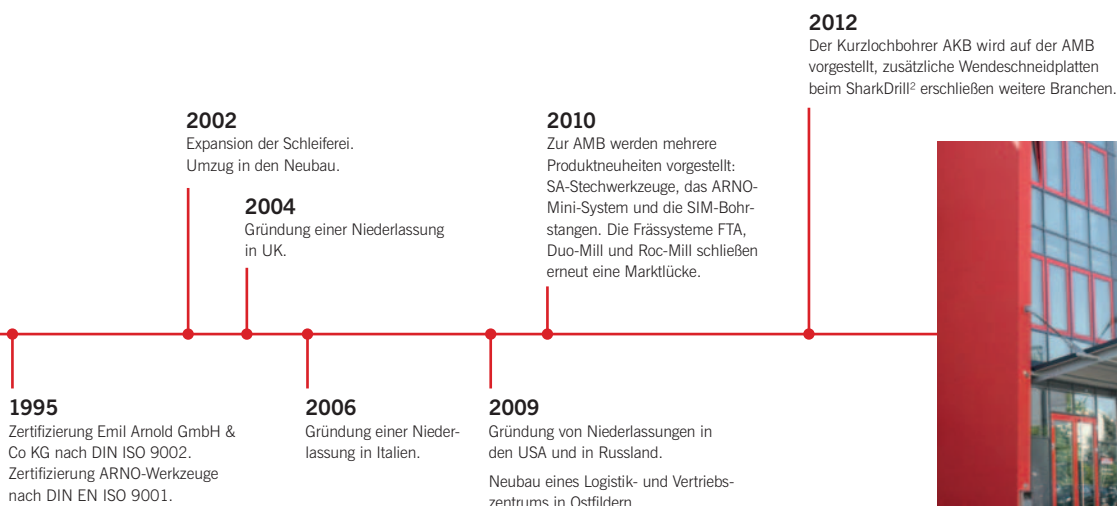 2012
Der Kurzlochbohrer AKB wird auf der AMB
vorgestellt, zusätzliche Wendeschneidplatten
beim SharkDrill² erschließen weitere Branchen.
2002
Expansion der Schleiferei.
Umzug in den Neubau.
2010
Zur AMB werden mehrere
Produktneuheiten vorgestellt:
SA-Stechwerkzeuge, das ARNO-
Mini-System und die SIM-Bohr-
stangen. Die Frässysteme FTA,
Duo-Mill und Roc-Mill schließen
erneut eine Marktlücke.
2004
Gründung einer Niederlassung
in UK.
1995
Zertifizierung Emil Arnold GmbH &
Co KG nach DIN ISO 9002.
Zertifizierung ARNO-Werkzeuge
nach DIN EN ISO 9001.
2006
Gründung einer Nieder-
lassung in Italien.
2009
Gründung von Niederlassungen in
den USA und in Russland.
Neubau eines Logistik- und Vertriebs-
zentrums in Ostfildern.